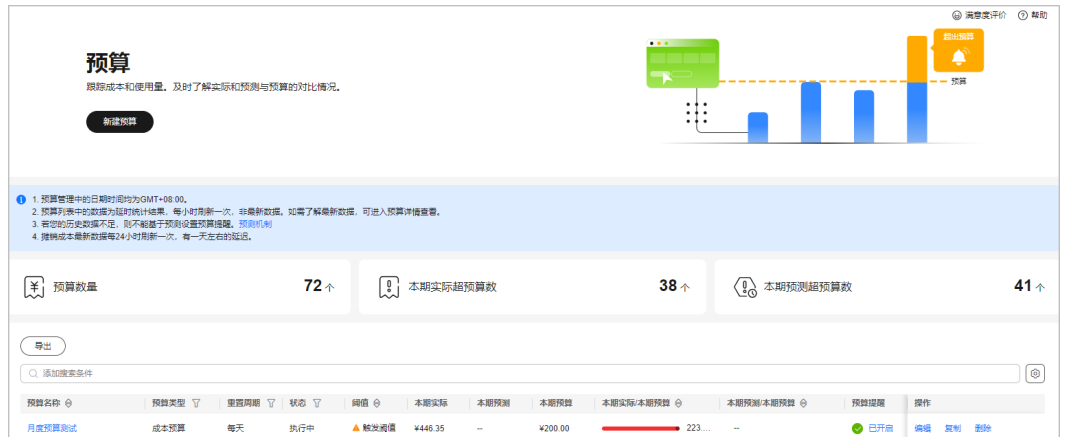 满意度评价 帮助
预算
跟踪成本和使用量，及时了解实际和预测与预算的对比情况。
新建预算
超出预算
预算
1. 预算管理中的日期时间均为GMT+08:00。
2. 预算列表中的数据为延时统计结果，每小时刷新一次，非最新数据。如需了解最新数据，可进入预算详情查看。
3. 若您的历史数据不足，则不能基于预测设置预算提醒。预测机制
4. 摊销成本最新数据每24小时刷新一次，有一天左右的延迟。
预算数量 72 个
本期实际超预算数 38 个
本期预测超预算数 41 个
导出
添加搜索条件
预算名称 预算类型 重置周期 状态 阈值 本期实际 本期预测 本期预算 本期实际/本期预算 本期预测/本期预算 预算提醒 操作
月度预算测试 成本预算 每天 执行中 触发阈值 ¥446.35 -- ¥200.00 223... -- 已开启 编辑 复制 删除